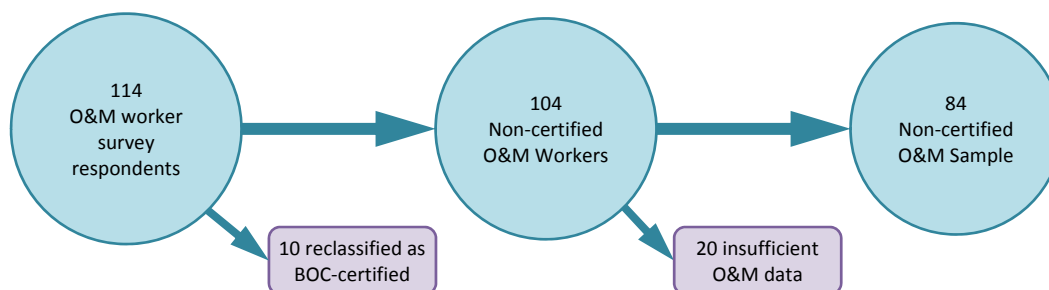 114
O&M worker
survey
respondents
104
Non-certified
O&M Workers
84
Non-certified
O&M Sample
10 reclassified as
BOC-certified
20 insufficient
O&M data